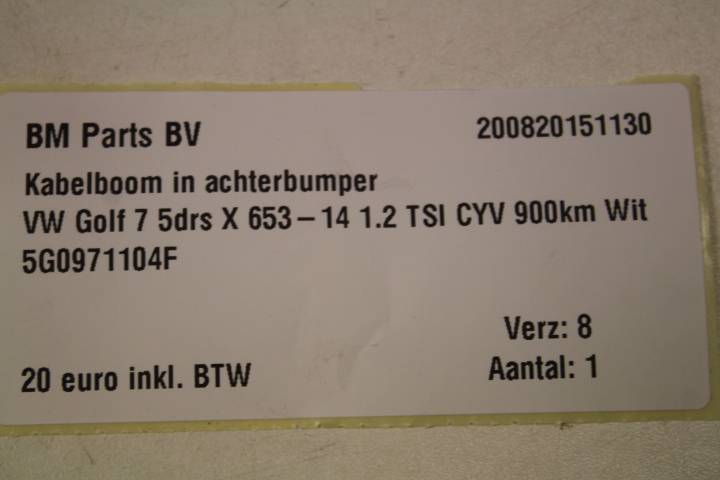 BM Parts BV 200820151130
Kabelboom in achterbumper
VW Golf 7 5drs X 653-14 1.2 TSI CYV 900km Wit
5G0971104F
Verz: 8
20 euro inkl. BTW Aantal: 1